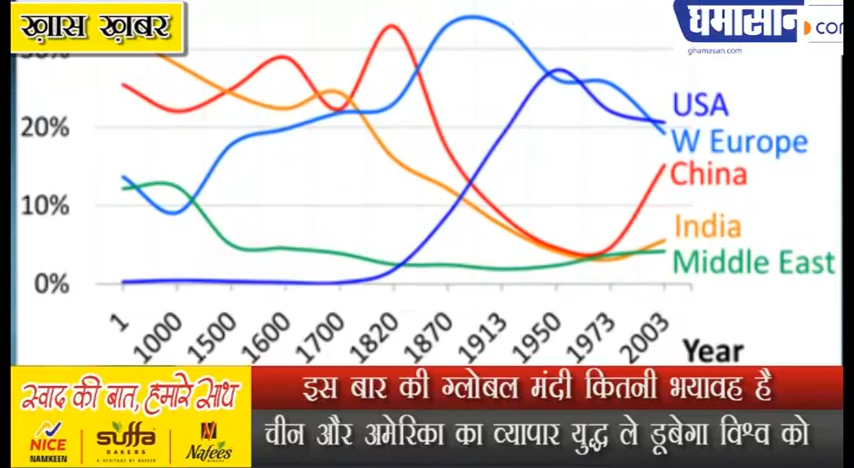 ख़ास ख़बर
घमासान.com
ghamasan.com
20%
10%
0%
USA
W Europe
China
India
Middle East
1
1000
1500
1600
1700
1820
1870
1913
1950
1973
2003
Year
स्वाद की बात, हमारे साथ
NICE
NAMKEEN
Suffa
BAKERS
Nafees
इस बार की ग्लोबल मंदी कितनी भयावह है
चीन और अमेरिका का व्यापार युद्ध ले डूबेगा विश्व को